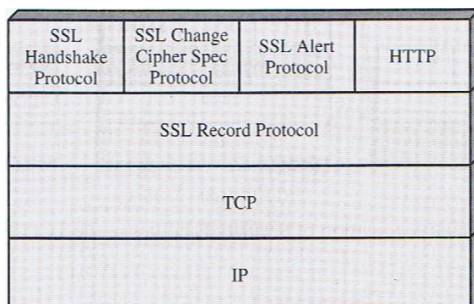 SSL
Handshake
Protocol
SSL Change
Cipher Spec
Protocol
SSL Alert
Protocol
HTTP
SSL Record Protocol
TCP
IP